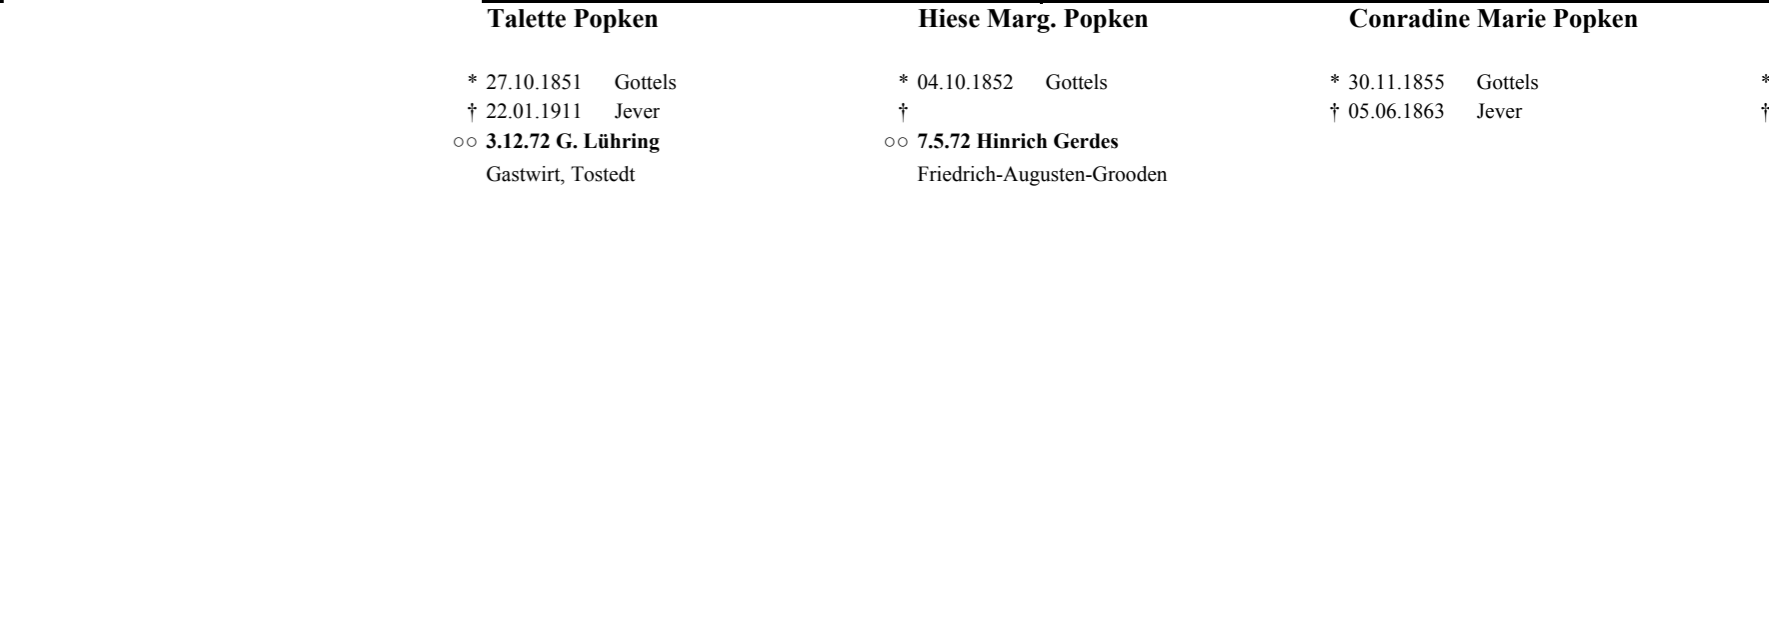 Talette Popken
* 27.10.1851 Gottels
† 22.01.1911 Jever
○○ 3.12.72 G. Lühring
Gastwirt, Tostedt
Hiese Marg. Popken
* 04.10.1852 Gottels
†
○○ 7.5.72 Hinrich Gerdes
Friedrich-Augusten-Grooden
Conradine Marie Popken
* 30.11.1855 Gottels
† 05.06.1863 Jever
*
†